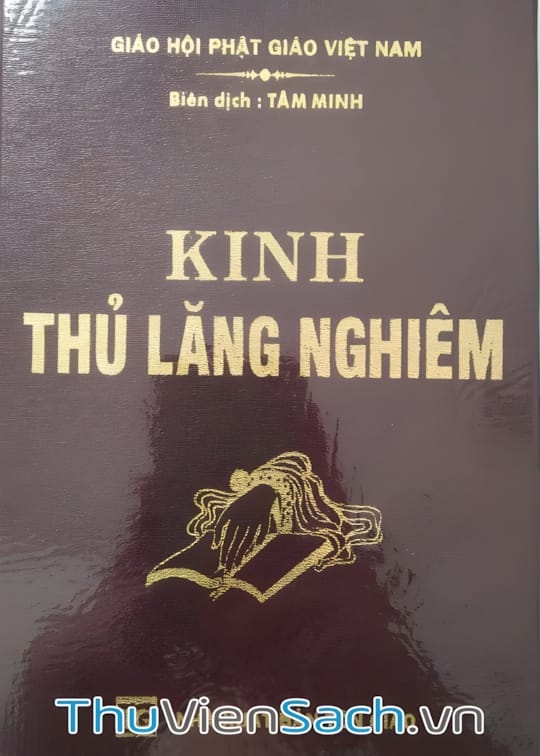 GIÁO HỘI PHẬT GIÁO VIỆT NAM
Biên dịch : TÂM MINH
KINH
THỦ LĂNG NGHIÊM
ThuVienSach.vn